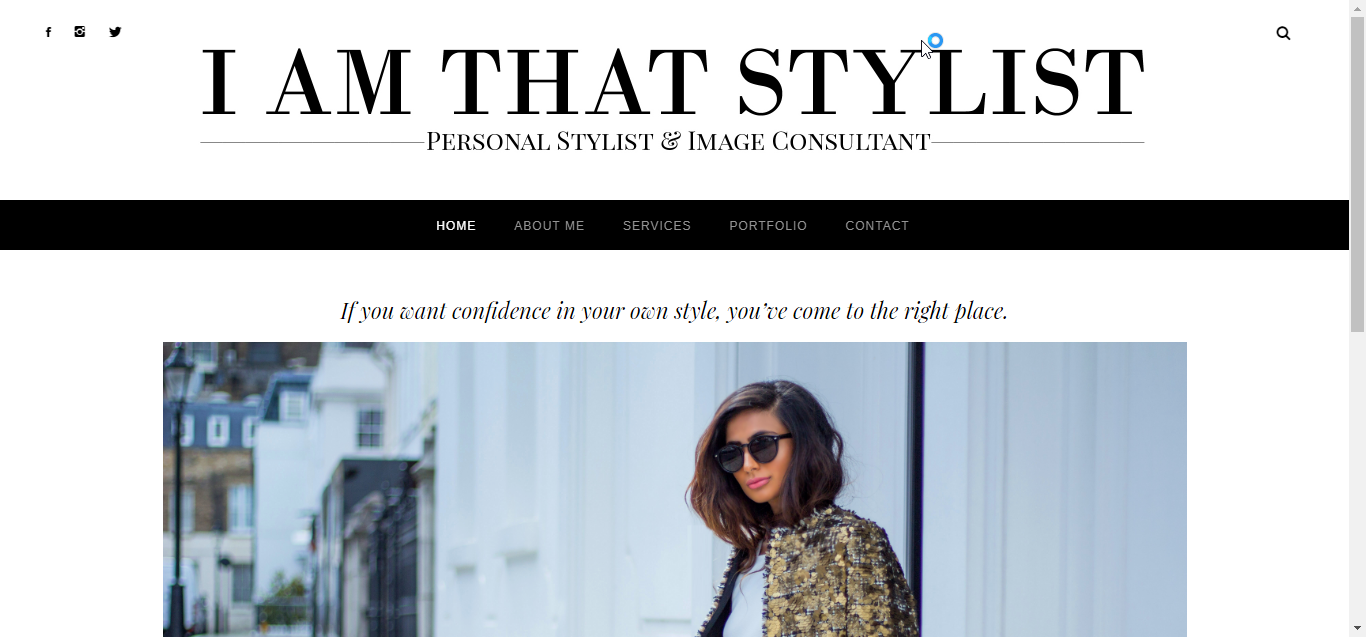 I AM THAT STYLIST
Personal Stylist & Image Consultant
HOME ABOUT ME SERVICES PORTFOLIO CONTACT
If you want confidence in your own style, you've come to the right place.